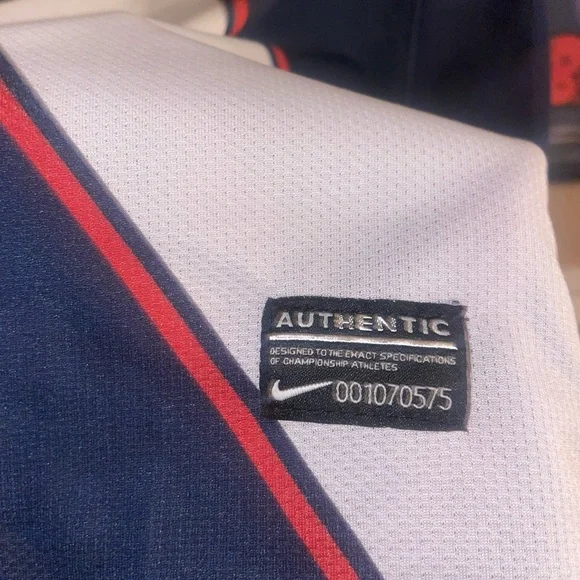 AUTHENTIC
DESIGNED TO THE EXACT SPECIFICATIONS
OF CHAMPIONSHIP ATHLETES
001070575